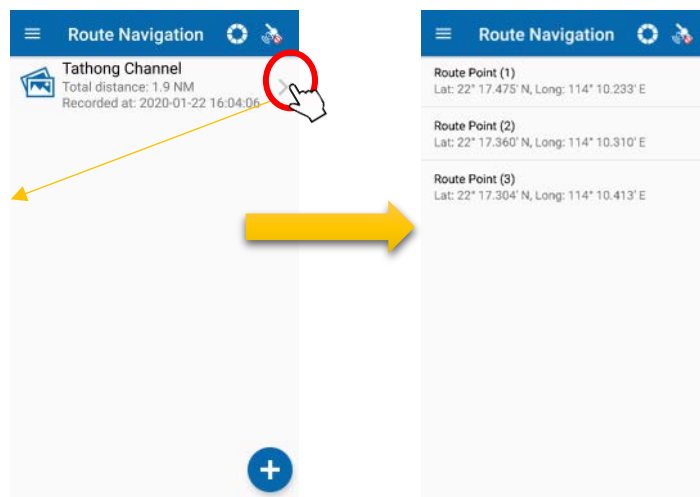 Route Navigation
Tathong Channel
Total distance: 1.9 NM
Recorded at: 2020-01-22 16:04:06
Route Navigation
Route Point (1)
Lat: 22° 17.475' N, Long: 114° 10.233' E
Route Point (2)
Lat: 22° 17.360' N, Long: 114° 10.310' E
Route Point (3)
Lat: 22° 17.304' N, Long: 114° 10.413' E